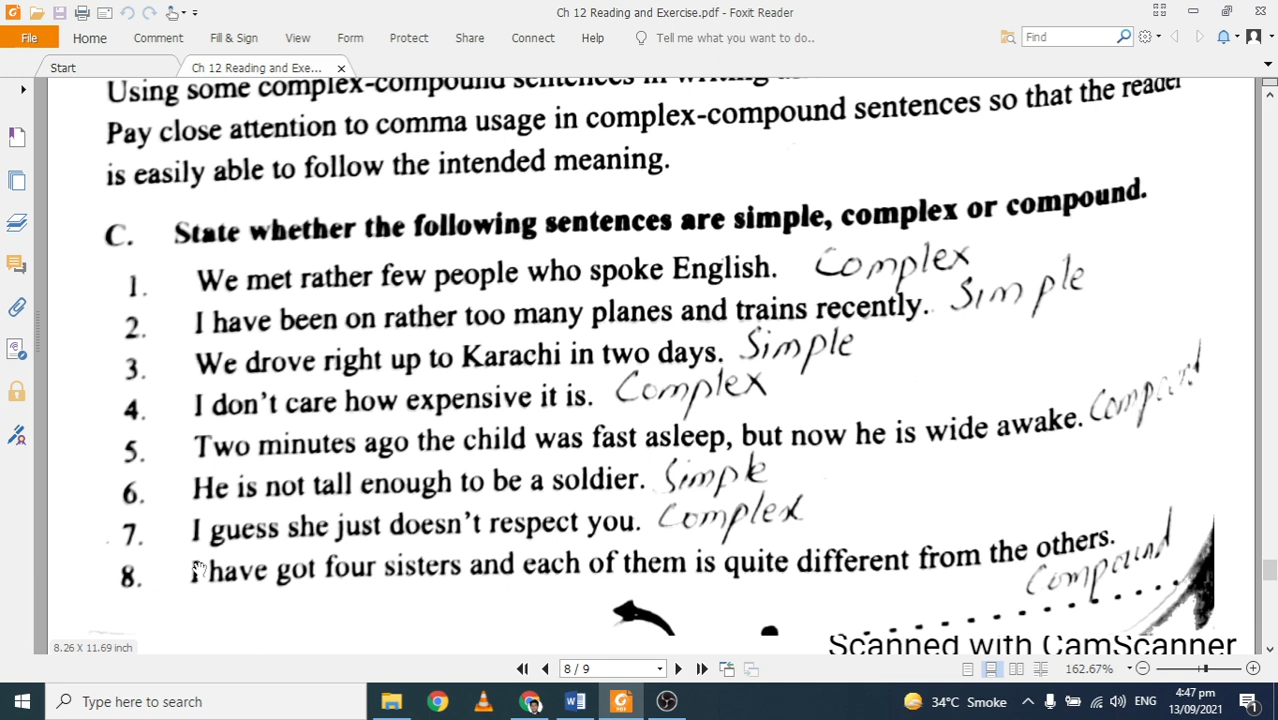 Ch 12 Reading and Exercise.pdf - Foxit Reader
File Home Comment Fill & Sign View Form Protect Share Connect Help Tell me what you want to do.. Find
Start Ch 12 Reading and Exe...
Using some complex-compound sentences in writing
Pay close attention to comma usage in complex-compound sentences so that the reader
is easily able to follow the intended meaning.
C. State whether the following sentences are simple, complex or compound.
1. We met rather few people who spoke English. Complex
2. I have been on rather too many planes and trains recently. Simple
3. We drove right up to Karachi in two days. Simple
4. I don't care how expensive it is. Complex
5. Two minutes ago the child was fast asleep, but now he is wide awake. Compound
6. He is not tall enough to be a soldier. Simple
7. I guess she just doesn't respect you. Complex
8. I have got four sisters and each of them is quite different from the others.
Compound
Scanned with CamScanner
8.26 x 11.69 inch
8 / 9 162.67%
Type here to search 34°C Smoke ENG 4:47 pm
13/09/2021